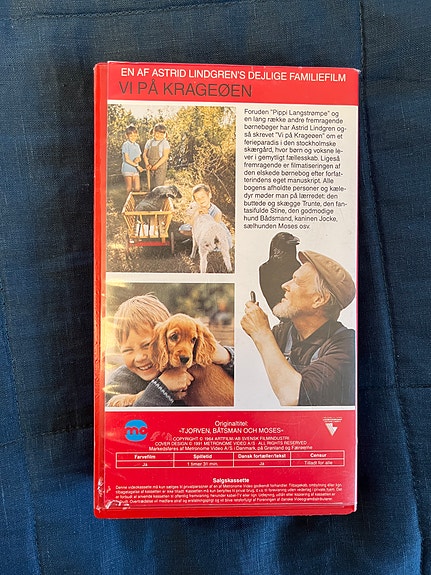 EN AF ASTRID LINDGREN'S DEJLIGE FAMILIEFILM
VI PÅ KRAGEØEN
Foruden "Pippi Langstrømpe" og
en lang række andre fremragende
børnebøger har Astrid Lindgren og-
så skrevet "Vi på Krageøen" om et
ferieparadis i den stockholmske
skærgård, hvor børn og voksne lev-
er i gemytligt fællesskab. Ligeså
fremragende er filmatiseringen af
den elskede børnebog efter forfat-
terindens eget manuskript. Alle
bogens afholdte personer og kæle-
dyr møder man på lærredet: den
buttede og skægge Trunte, den fan-
tasifulde Stine, den godmodige
hund Bådsmand, kaninen Jocke,
sælhunden Moses osv.
Originaltitel:
»TJORVEN, BÅTSMAN OCH MOSES«
COPYRIGHT © 1964 ARTFILM/AB SVENSK FILMINDUSTRI
COVER DESIGN © 1991 METRONOME VIDEO A/S / ALL RIGHTS RESERVED
Markedsføres af Metronome Video A/S i Danmark, på Grønland og Færøerne
mo
Farvefilm Spilletid Dansk fortæller/tekst Censur
Ja 1 timer 31 min. Ja Tilladt for alle
Salgskassette